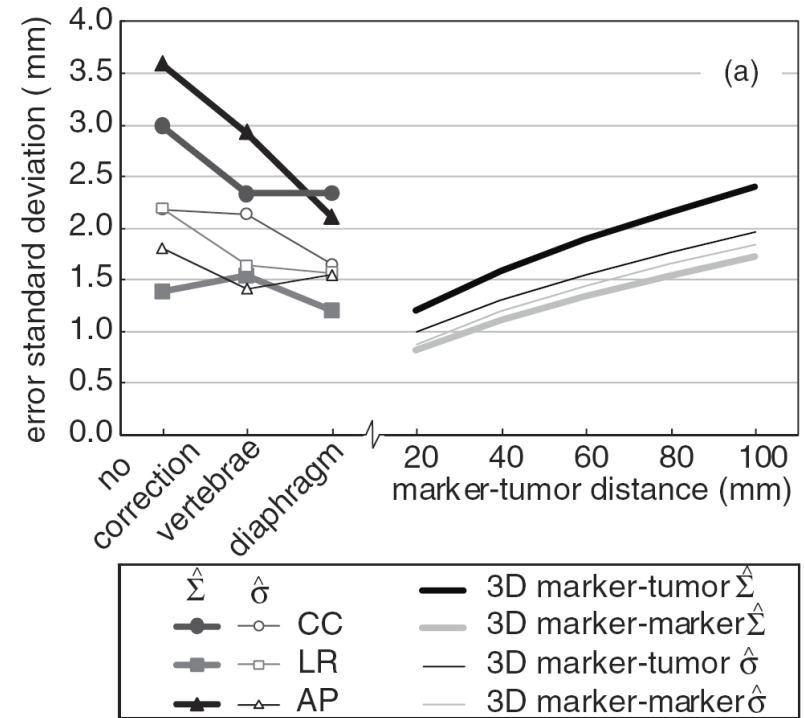 error standard deviation ( mm)
4.0
3.5
3.0
2.5
2.0
1.5
1.0
0.5
0.0
(a)
no correction
vertebrae
diaphragm
20 40 60 80 100
marker-tumor distance (mm)
Σ̂ σ̂
CC
LR
AP
3D marker-tumor Σ̂
3D marker-marker Σ̂
3D marker-tumor σ̂
3D marker-marker σ̂